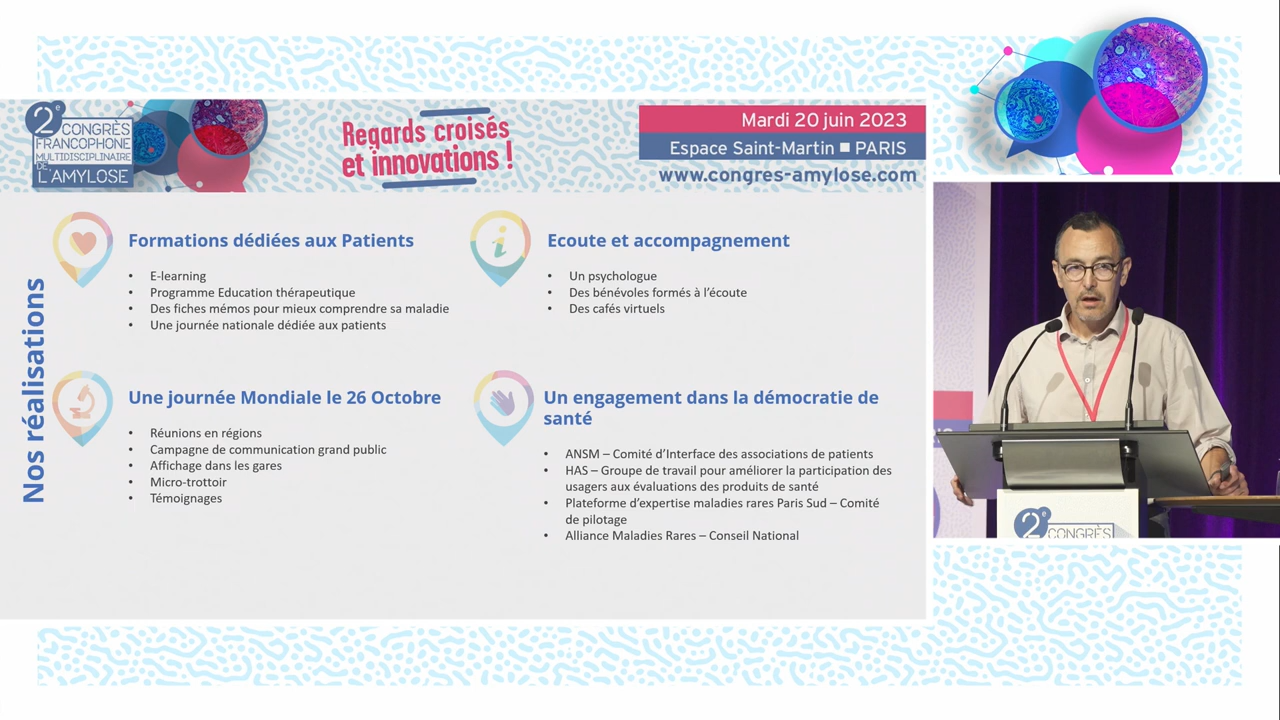 2e CONGRÈS
FRANCOPHONE
MULTIDISCIPLINAIRE
DE
L'AMYLOSE
Regards croisés
et innovations !
Mardi 20 juin 2023
Espace Saint-Martin ■ PARIS
www.congres-amylose.com
Nos réalisations
Formations dédiées aux Patients
• E-learning
• Programme Education thérapeutique
• Des fiches mémos pour mieux comprendre sa maladie
• Une journée nationale dédiée aux patients
Ecoute et accompagnement
• Un psychologue
• Des bénévoles formés à l'écoute
• Des cafés virtuels
Une journée Mondiale le 26 Octobre
• Réunions en régions
• Campagne de communication grand public
• Affichage dans les gares
• Micro-trottoir
• Témoignages
Un engagement dans la démocratie de
santé
• ANSM – Comité d'Interface des associations de patients
• HAS – Groupe de travail pour améliorer la participation des
usagers aux évaluations des produits de santé
• Plateforme d'expertise maladies rares Paris Sud – Comité
de pilotage
• Alliance Maladies Rares – Conseil National
2e CONGRÈS